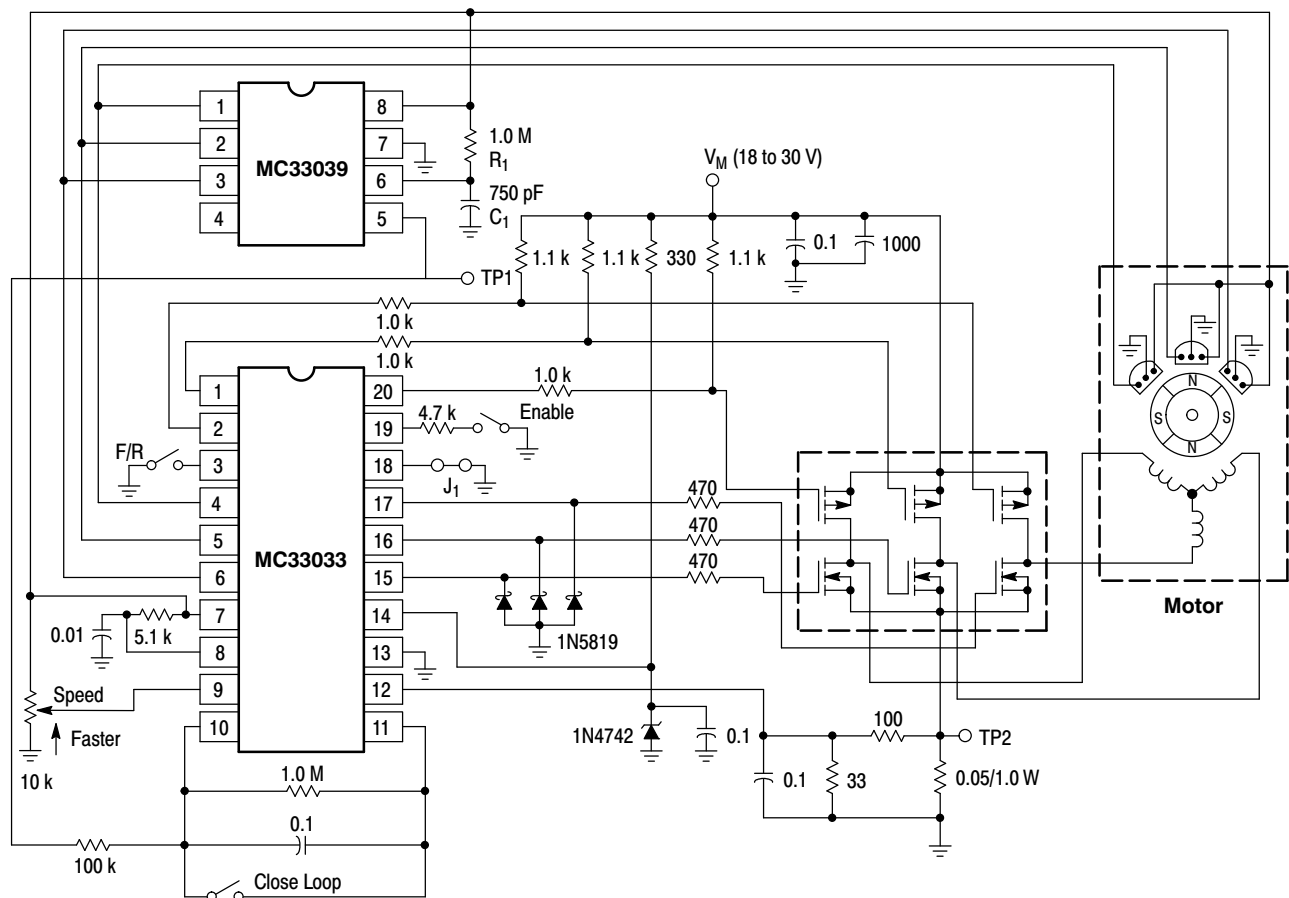 1
2
3
4
MC33039
8
7
6
5
1.0 M
R1
750 pF
C1
VM (18 to 30 V)
1.1 k
1.1 k
330
1.1 k
0.1
1000
TP1
1.0 k
1.0 k
1.0 k
Enable
4.7 k
F/R
J1
1
2
3
4
5
6
7
8
9
10
MC33033
20
19
18
17
16
15
14
13
12
11
470
470
470
1N5819
N
S
S
N
Motor
0.01
5.1 k
Speed
Faster
10 k
1N4742
0.1
100
TP2
0.1
33
0.05/1.0 W
1.0 M
0.1
100 k
Close Loop